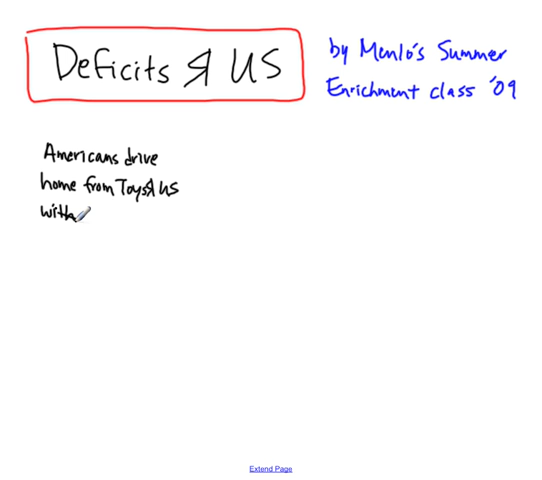 Deficits Я US
by Menlo's Summer
Enrichment class '09
Americans drive
home from ToysЯUS
with
Extend Page